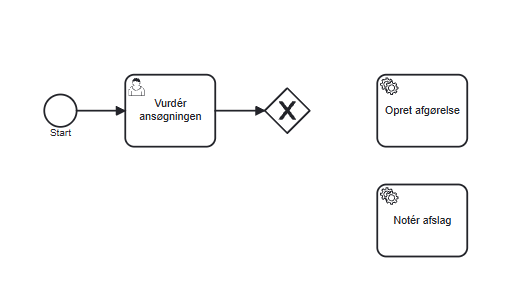 Start
Vurdér
ansøgningen
Opret afgørelse
Notér afslag